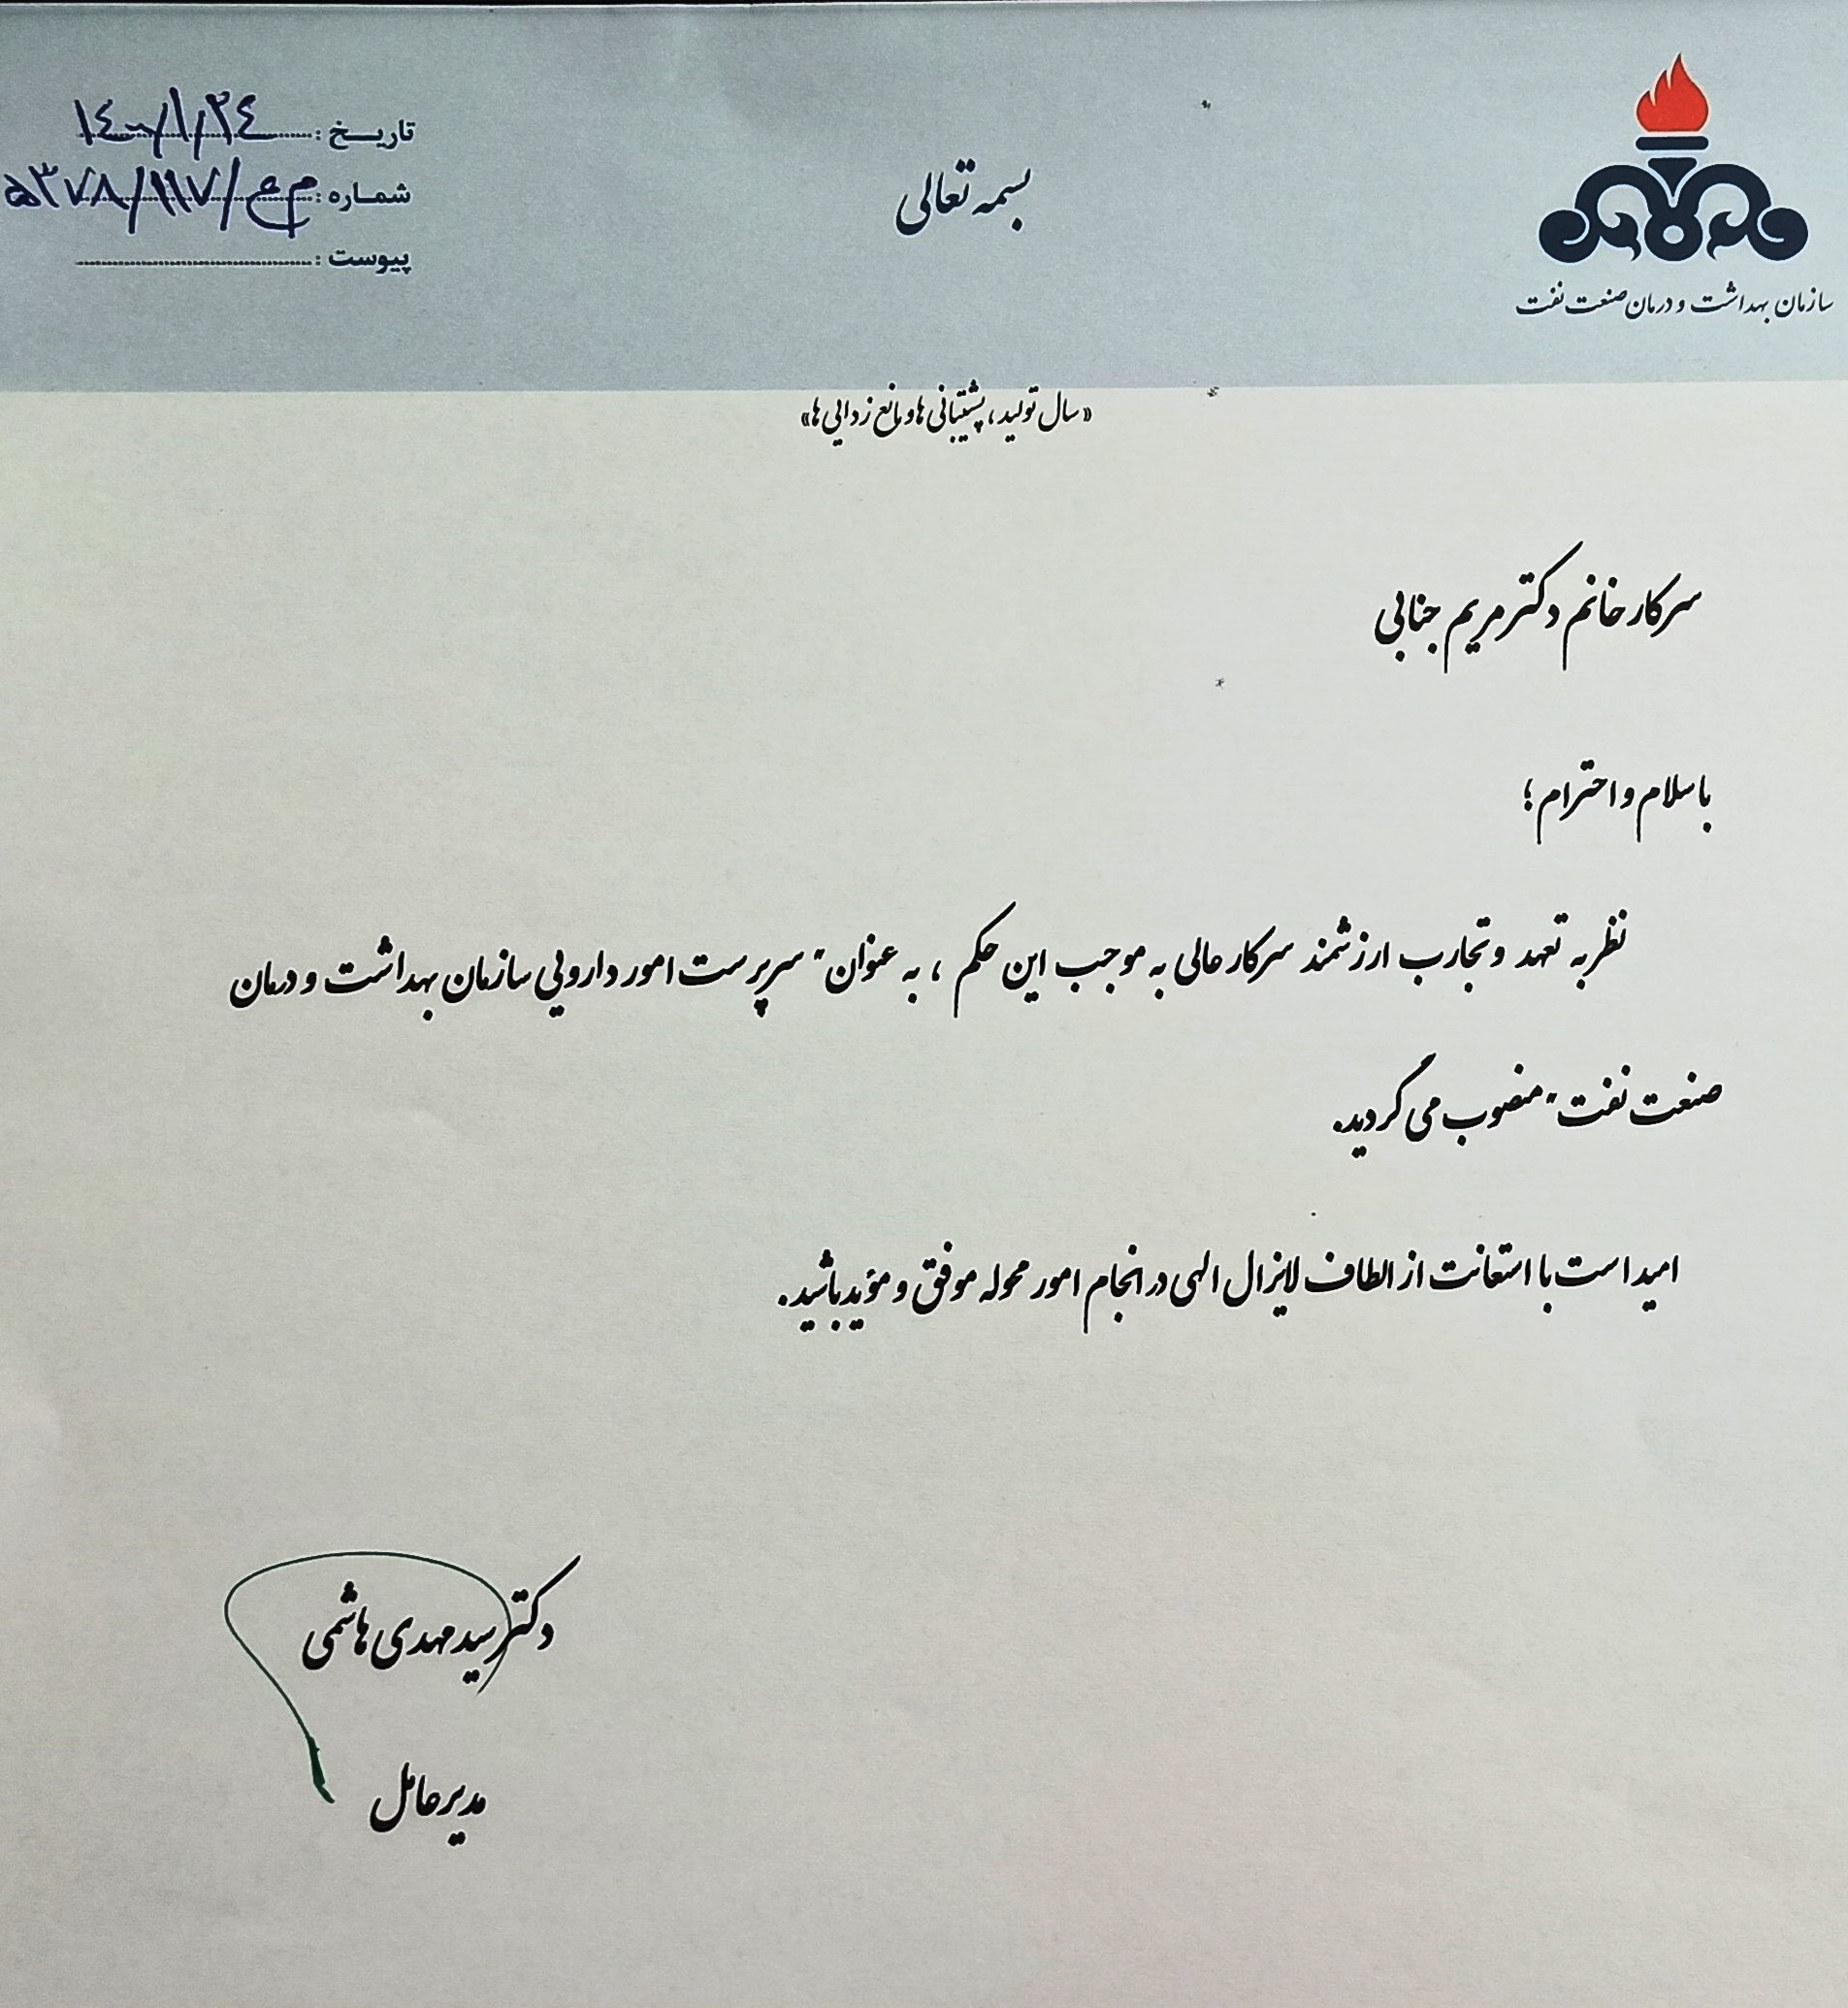 بسمه تعالی
تاریخ : ۱۴۰۰/۱/۲۴
شماره : م ع/۱۱۷/۵۳۷۸
پیوست :
سازمان بهداشت و درمان صنعت نفت
«سال تولید، پشتیبانی ها و مانع زدایی ها»
سرکار خانم دکتر مریم جنابی
با سلام و احترام ؛
نظر به تعهد و تجارب ارزشمند سرکار عالی به موجب این حکم ، به عنوان " سرپرست امور دارویی سازمان بهداشت و درمان
صنعت نفت " منصوب می گردید.
امید است با استعانت از الطاف لایزال الهی در انجام امور محوله موفق و مؤید باشید.
دکتر سید مهدی هاشمی
مدیر عامل